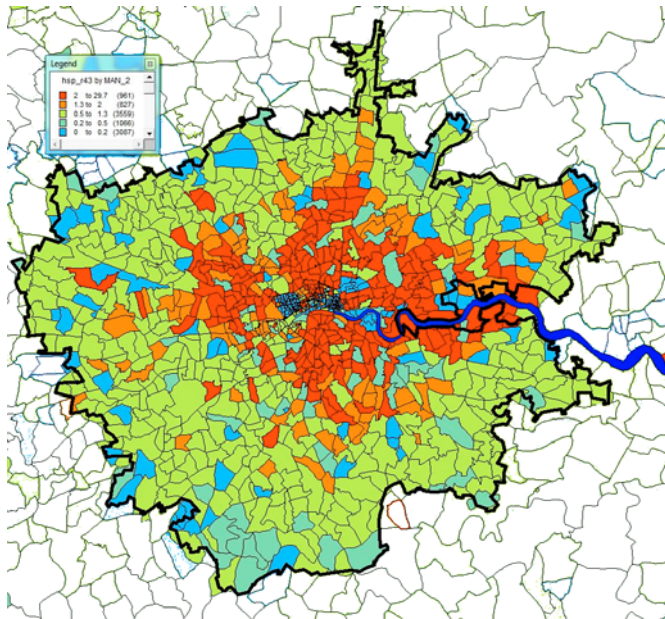 Legend
hsp_r43 by MAN_2
2 to 29.7 (961)
1.3 to 2 (827)
0.5 to 1.3 (3559)
0.2 to 0.5 (1066)
0 to 0.2 (3087)